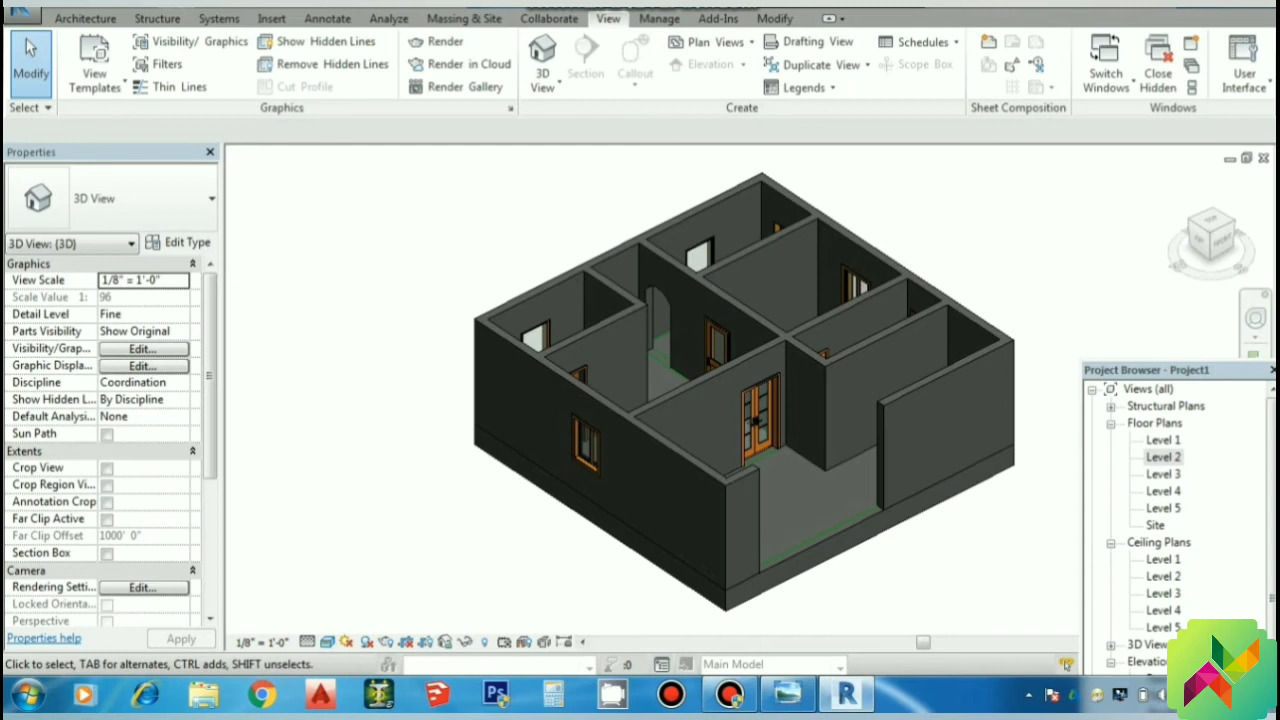 Architecture Structure Systems Insert Annotate Analyze Massing & Site Collaborate View Manage Add-Ins Modify
Modify
Select
View
Templates
Visibility/ Graphics
Filters
Thin Lines
Show Hidden Lines
Remove Hidden Lines
Cut Profile
Graphics
Render
Render in Cloud
Render Gallery
3D
View
Section
Callout
Plan Views
Elevation
Drafting View
Duplicate View
Legends
Schedules
Scope Box
Create
Sheet Composition
Switch
Windows
Close
Hidden
Windows
User
Interface
Properties
3D View
3D View: {3D}
Edit Type
Graphics
View Scale 1/8" = 1'-0"
Scale Value 1: 96
Detail Level Fine
Parts Visibility Show Original
Visibility/Grap... Edit...
Graphic Displa... Edit...
Discipline Coordination
Show Hidden L... By Discipline
Default Analysi... None
Sun Path
Extents
Crop View
Crop Region Vi...
Annotation Crop
Far Clip Active
Far Clip Offset 1000' 0"
Section Box
Camera
Rendering Setti... Edit...
Locked Orienta...
Perspective
Properties help
Apply
TOP
FRONT
Project Browser - Project1
Views (all)
Structural Plans
Floor Plans
Level 1
Level 2
Level 3
Level 4
Level 5
Site
Ceiling Plans
Level 1
Level 2
Level 3
Level 4
Level 5
3D View
Elevatio
1/8" = 1'-0"
Click to select, TAB for alternates, CTRL adds, SHIFT unselects.
:0
Main Model
Ps
R